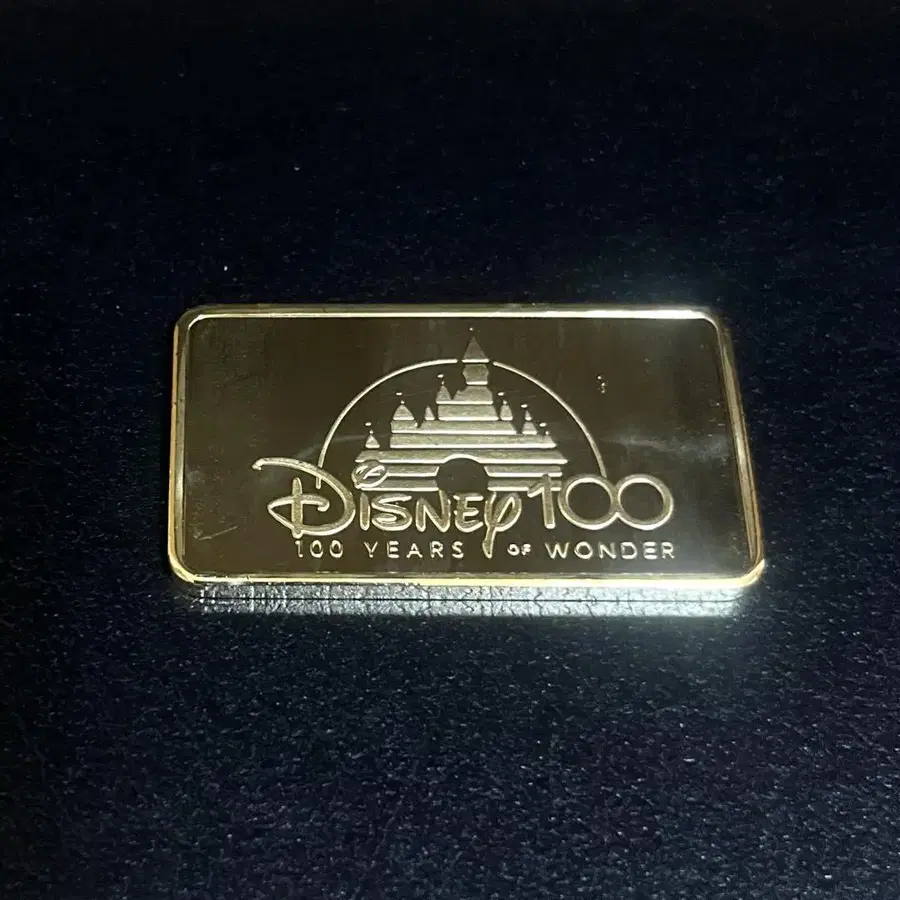 Disney100
100 YEARS OF WONDER